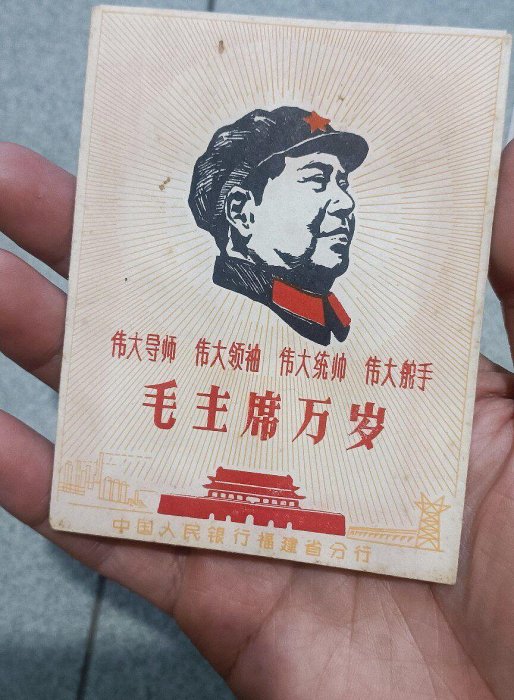 伟大导师 伟大领袖 伟大统帅 伟大舵手
毛主席万岁
中国人民银行福建省分行